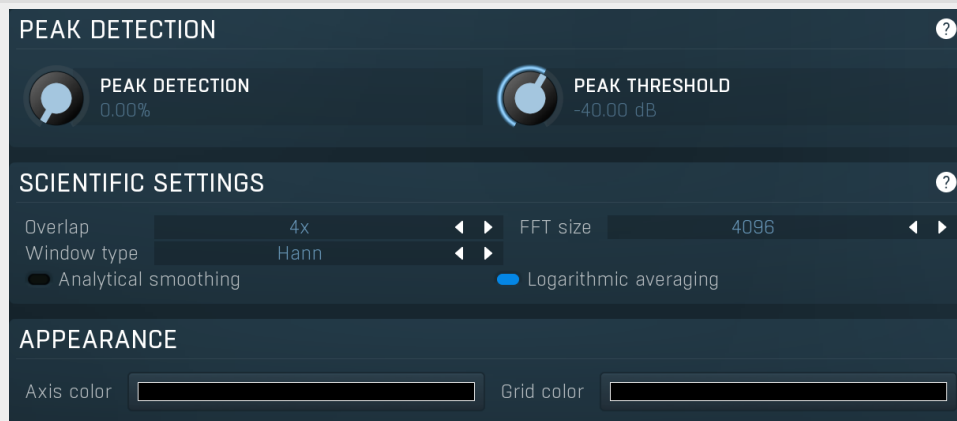 PEAK DETECTION
?
PEAK DETECTION
0.00%
PEAK THRESHOLD
-40.00 dB
SCIENTIFIC SETTINGS
?
Overlap 4x FFT size 4096
Window type Hann
Analytical smoothing Logarithmic averaging
APPEARANCE
Axis color Grid color